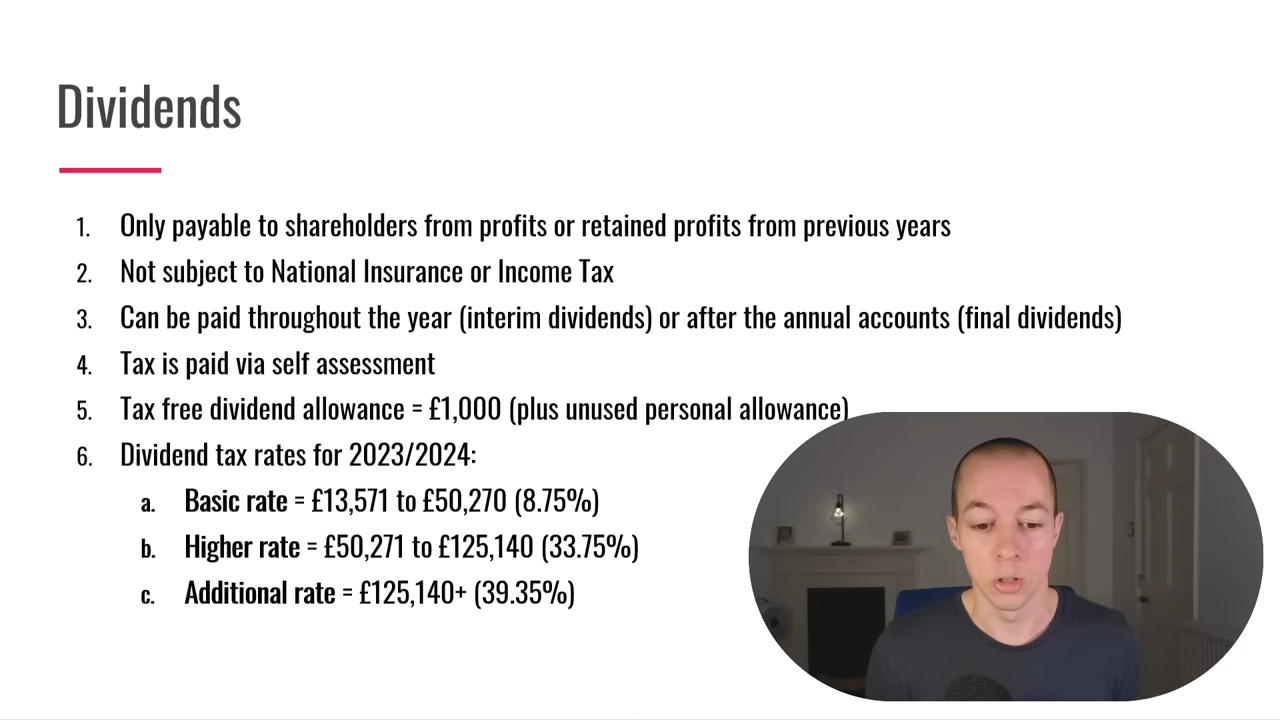 Dividends
1. Only payable to shareholders from profits or retained profits from previous years
2. Not subject to National Insurance or Income Tax
3. Can be paid throughout the year (interim dividends) or after the annual accounts (final dividends)
4. Tax is paid via self assessment
5. Tax free dividend allowance = £1,000 (plus unused personal allowance)
6. Dividend tax rates for 2023/2024:
a. Basic rate = £13,571 to £50,270 (8.75%)
b. Higher rate = £50,271 to £125,140 (33.75%)
c. Additional rate = £125,140+ (39.35%)